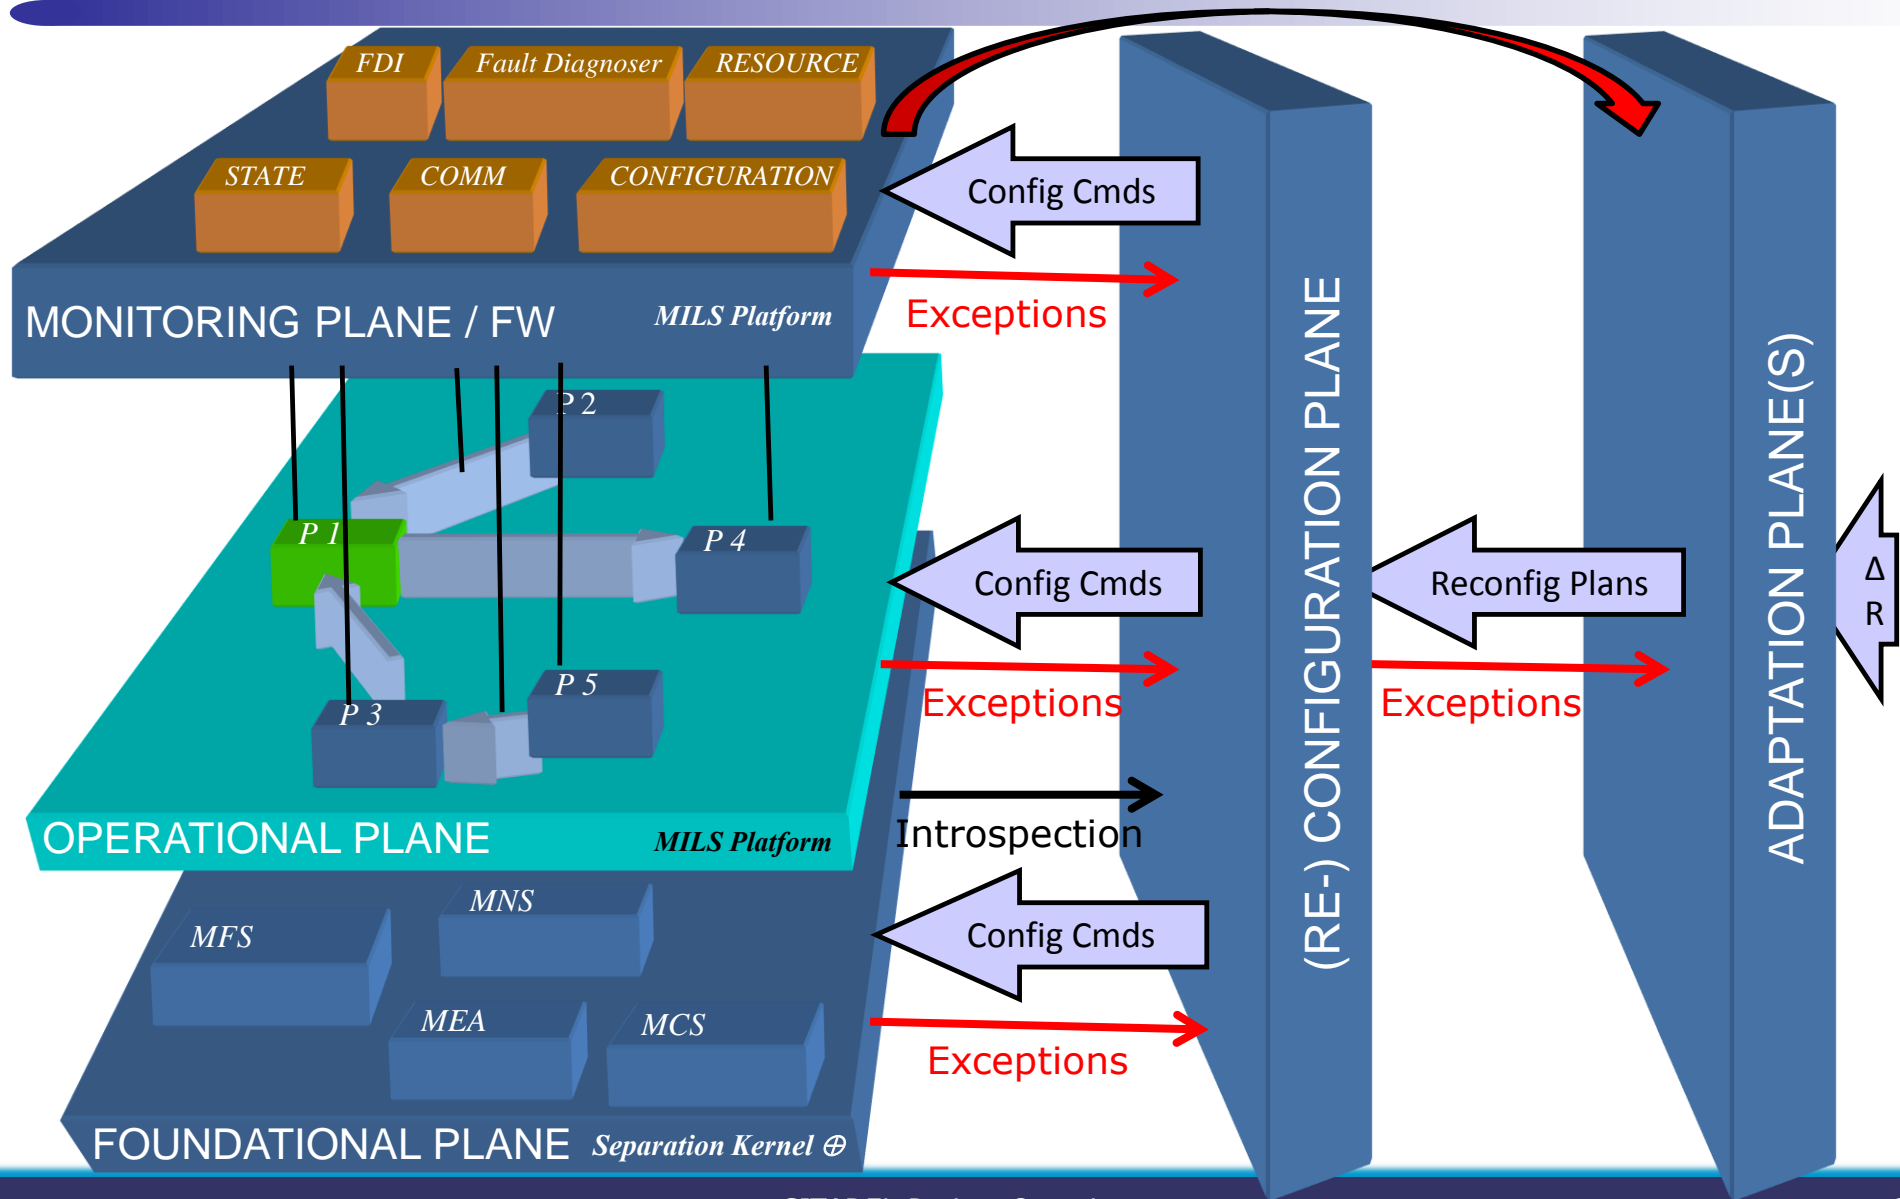 FDI
Fault Diagnoser
RESOURCE
STATE
COMM
CONFIGURATION
MONITORING PLANE / FW
MILS Platform
Config Cmds
Exceptions
P 2
P 1
P 4
P 5
P 3
OPERATIONAL PLANE
MILS Platform
Config Cmds
Exceptions
Introspection
MNS
MFS
MEA
MCS
FOUNDATIONAL PLANE
Separation Kernel ⊕
Config Cmds
Exceptions
(RE-) CONFIGURATION PLANE
Reconfig Plans
Exceptions
ADAPTATION PLANE(S)
Δ
R